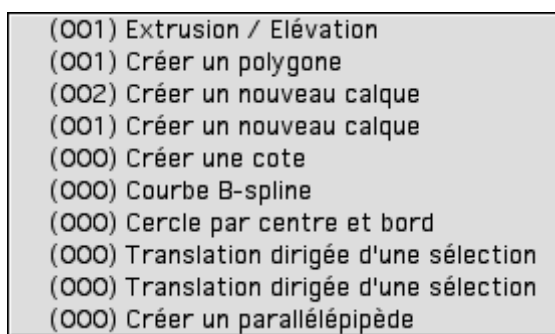 (001) Extrusion / Elévation
(001) Créer un polygone
(002) Créer un nouveau calque
(001) Créer un nouveau calque
(000) Créer une cote
(000) Courbe B-spline
(000) Cercle par centre et bord
(000) Translation dirigée d'une sélection
(000) Translation dirigée d'une sélection
(000) Créer un parallélépipède